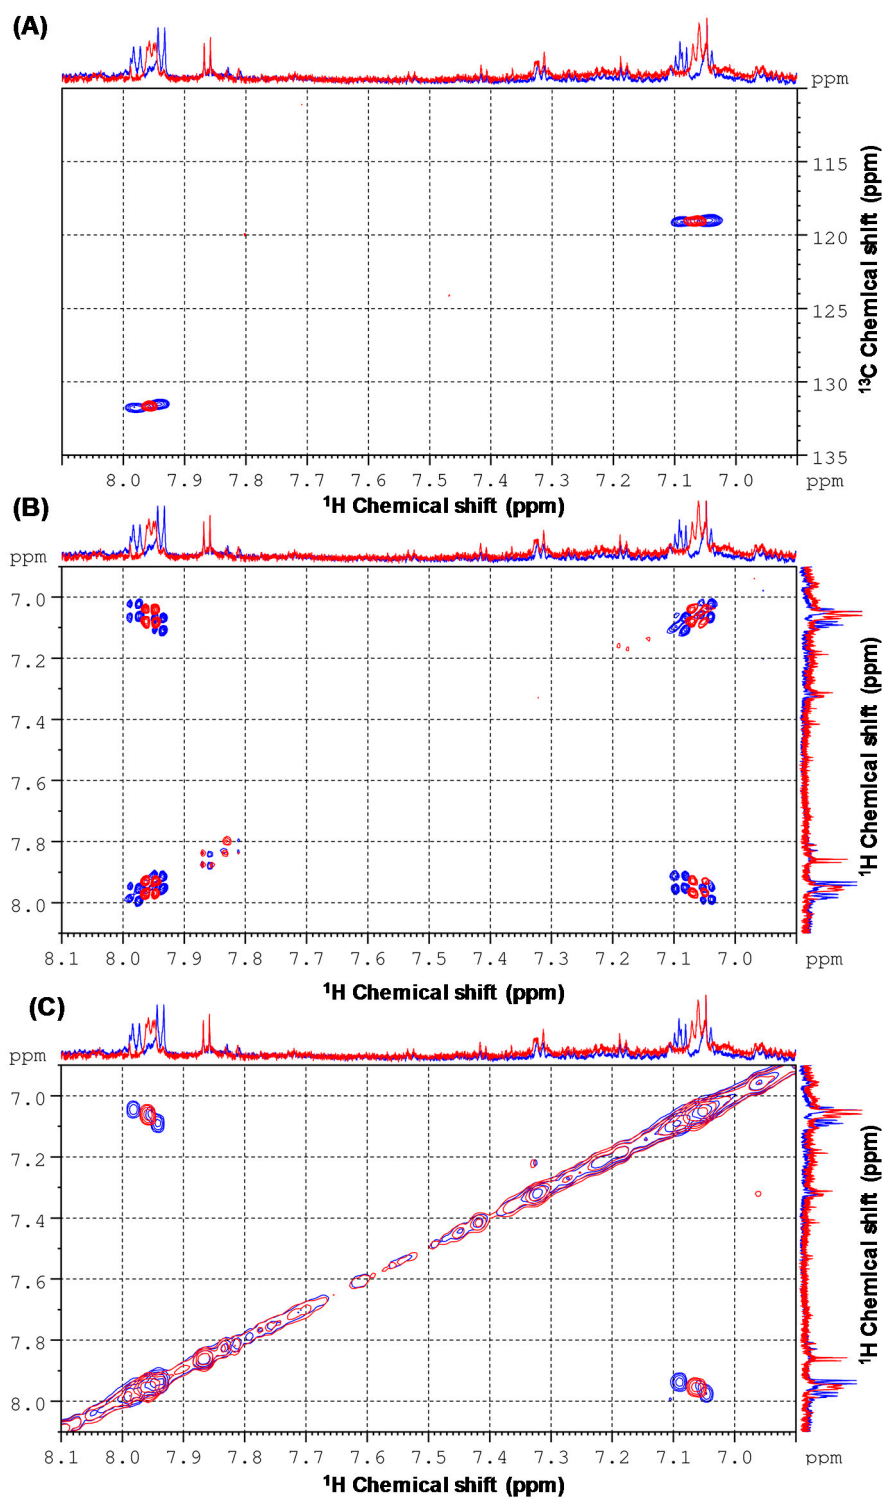 (A)
ppm
115
120
125
130
135
8.0 7.9 7.8 7.7 7.6 7.5 7.4 7.3 7.2 7.1 7.0 ppm
¹H Chemical shift (ppm)
¹³C Chemical shift (ppm)
(B)
ppm
7.0
7.2
7.4
7.6
7.8
8.0
8.1 8.0 7.9 7.8 7.7 7.6 7.5 7.4 7.3 7.2 7.1 7.0 ppm
¹H Chemical shift (ppm)
¹H Chemical shift (ppm)
(C)
ppm
7.0
7.2
7.4
7.6
7.8
8.0
8.1 8.0 7.9 7.8 7.7 7.6 7.5 7.4 7.3 7.2 7.1 7.0 ppm
¹H Chemical shift (ppm)
¹H Chemical shift (ppm)